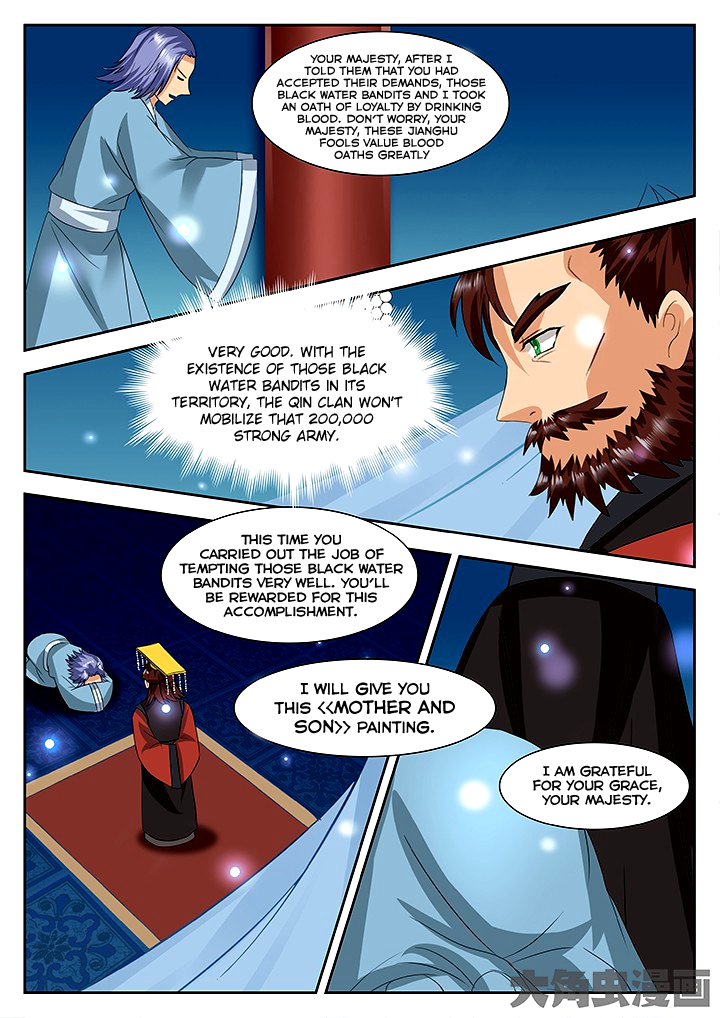 YOUR MAJESTY, AFTER I
TOLD THEM THAT YOU HAD
ACCEPTED THEIR DEMANDS, THOSE
BLACK WATER BANDITS AND I TOOK
AN OATH OF LOYALTY BY DRINKING
BLOOD. DON'T WORRY, YOUR
MAJESTY, THESE JIANGHU
FOOLS VALUE BLOOD
OATHS GREATLY
VERY GOOD. WITH THE
EXISTENCE OF THOSE BLACK
WATER BANDITS IN ITS
TERRITORY, THE QIN CLAN WON'T
MOBILIZE THAT 200,000
STRONG ARMY.
THIS TIME YOU
CARRIED OUT THE JOB OF
TEMPTING THOSE BLACK WATER
BANDITS VERY WELL. YOU'LL
BE REWARDED FOR THIS
ACCOMPLISHMENT.
I WILL GIVE YOU
THIS <<MOTHER AND
SON>> PAINTING.
I AM GRATEFUL
FOR YOUR GRACE,
YOUR MAJESTY.
大角虫漫画